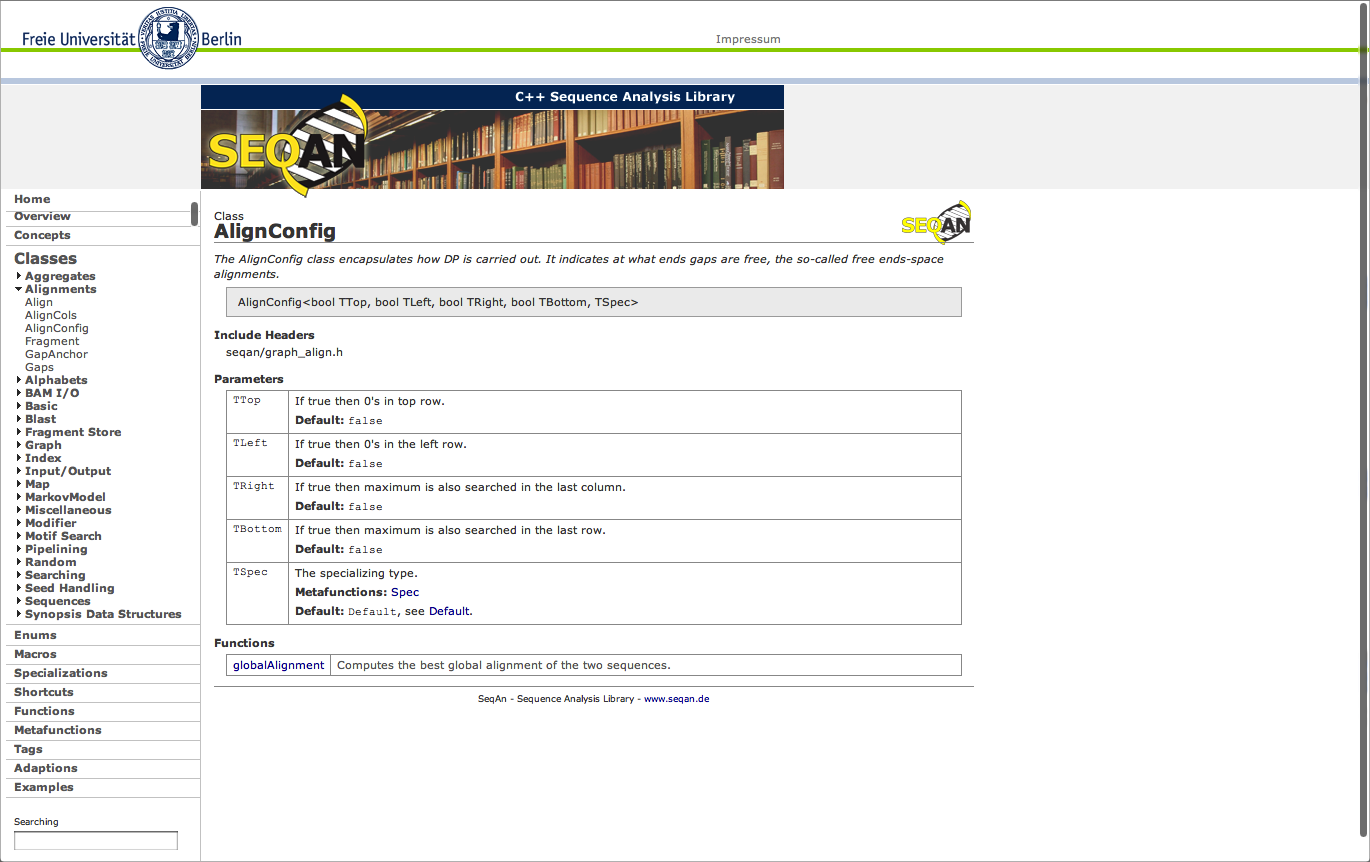 Freie Universität Berlin
Impressum
C++ Sequence Analysis Library
SEQAN
Home
Overview
Concepts
Classes
Aggregates
Alignments
Align
AlignCols
AlignConfig
Fragment
GapAnchor
Gaps
Alphabets
BAM I/O
Basic
Blast
Fragment Store
Graph
Index
Input/Output
Map
MarkovModel
Miscellaneous
Modifier
Motif Search
Pipelining
Random
Searching
Seed Handling
Sequences
Synopsis Data Structures
Enums
Macros
Specializations
Shortcuts
Functions
Metafunctions
Tags
Adaptions
Examples
Searching
Class
AlignConfig
SEQAN
The AlignConfig class encapsulates how DP is carried out. It indicates at what ends gaps are free, the so-called free ends-space
alignments.
AlignConfig<bool TTop, bool TLeft, bool TRight, bool TBottom, TSpec>
Include Headers
seqan/graph_align.h
Parameters
TTop If true then 0's in top row.
Default: false
TLeft If true then 0's in the left row.
Default: false
TRight If true then maximum is also searched in the last column.
Default: false
TBottom If true then maximum is also searched in the last row.
Default: false
TSpec The specializing type.
Metafunctions: Spec
Default: Default, see Default.
Functions
globalAlignment Computes the best global alignment of the two sequences.
SeqAn - Sequence Analysis Library - www.seqan.de